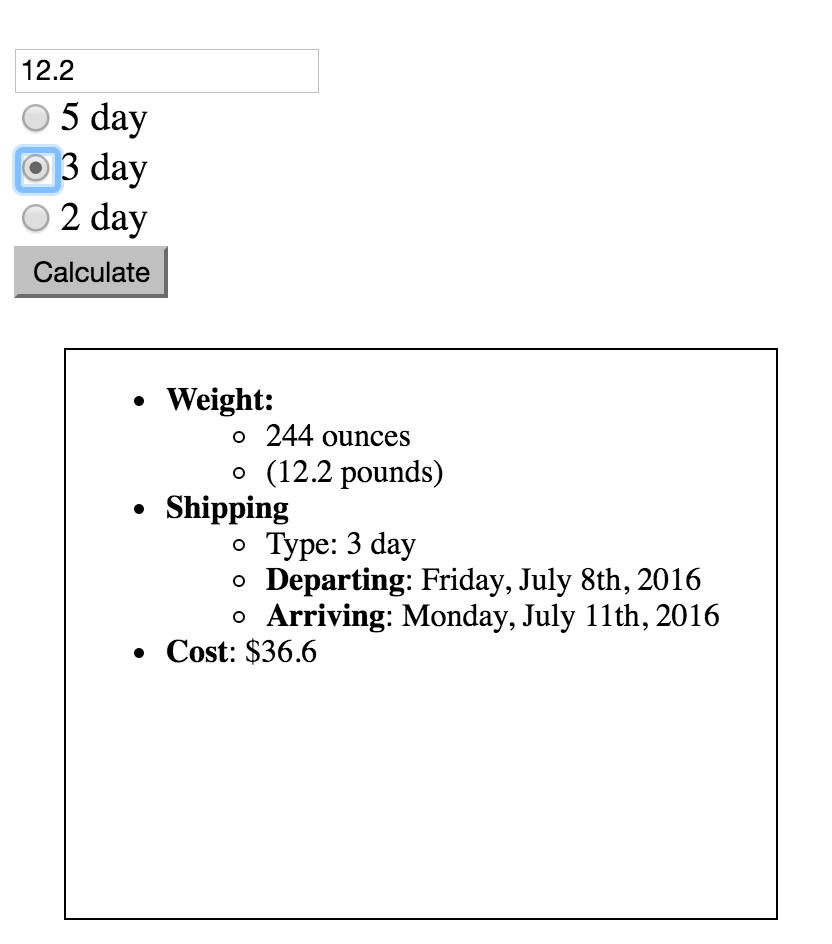 12.2
5 day
3 day
2 day
Calculate
Weight:
244 ounces
(12.2 pounds)
Shipping
Type: 3 day
Departing: Friday, July 8th, 2016
Arriving: Monday, July 11th, 2016
Cost: $36.6